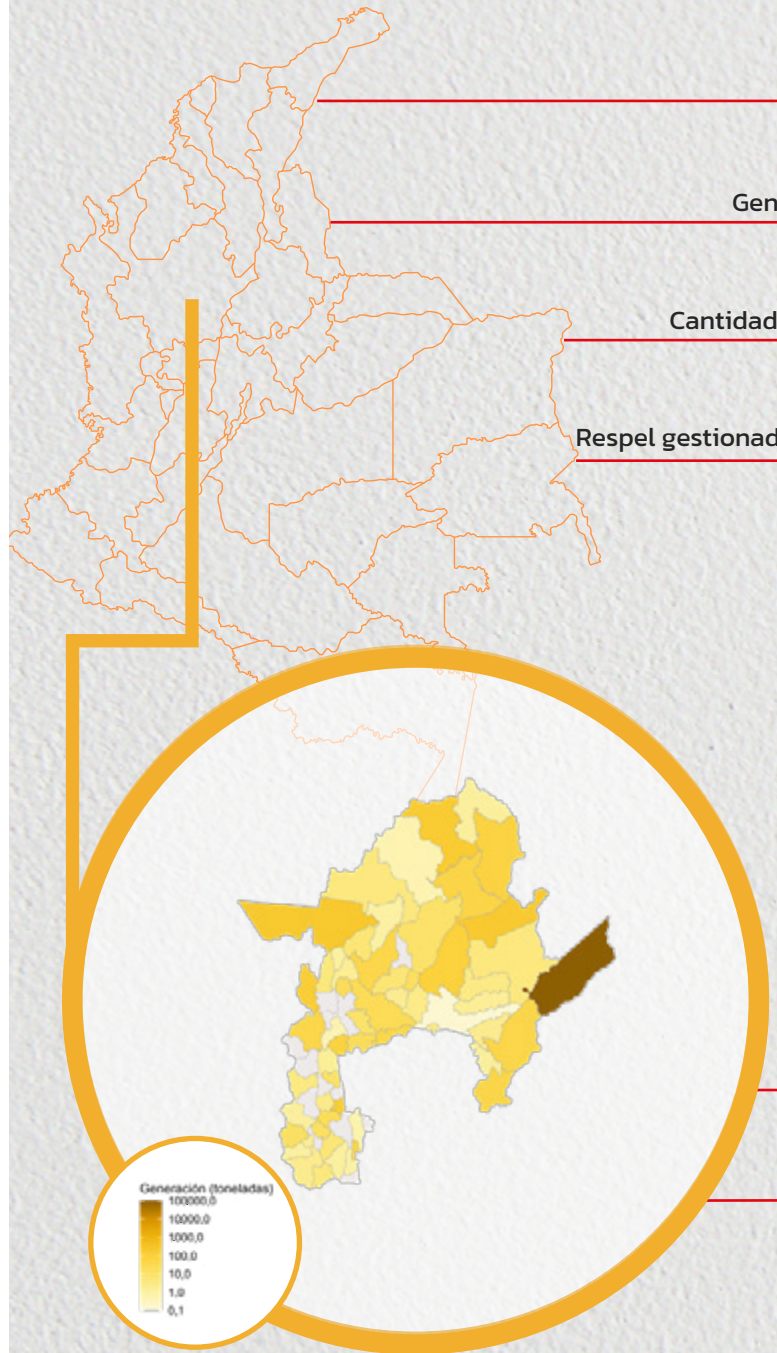 Gen
Cantidad
Respel gestionad
Generación (toneladas)
100000,0
10000,0
1000,0
100,0
10,0
1,0
0,1